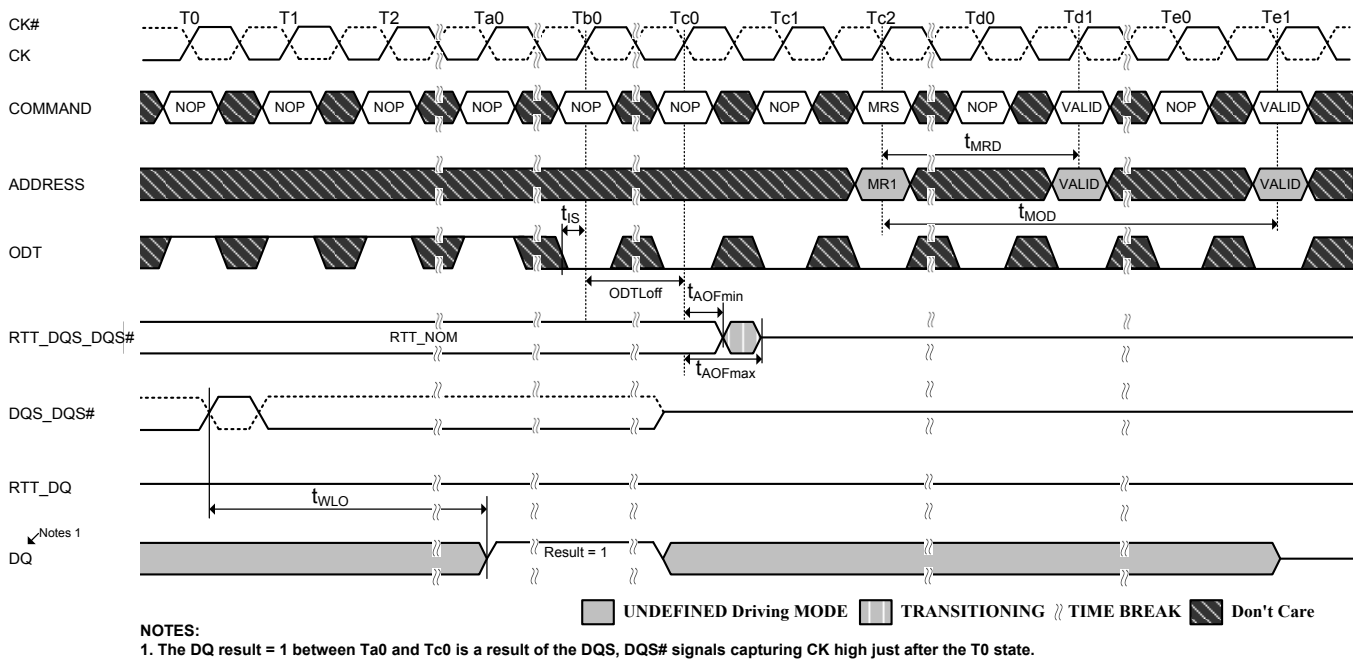 T0 T1 T2 Ta0 Tb0 Tc0 Tc1 Tc2 Td0 Td1 Te0 Te1
CK#
CK
COMMAND NOP NOP NOP NOP NOP NOP NOP MRS NOP VALID NOP VALID
tMRD
ADDRESS MR1 VALID VALID
tIS tMOD
ODT
ODTLoff tAOFmin
RTT_DQS_DQS# RTT_NOM
tAOFmax
DQS_DQS#
RTT_DQ
tWLO
Notes 1
DQ Result = 1
UNDEFINED Driving MODE TRANSITIONING TIME BREAK Don't Care
NOTES:
1. The DQ result = 1 between Ta0 and Tc0 is a result of the DQS, DQS# signals capturing CK high just after the T0 state.